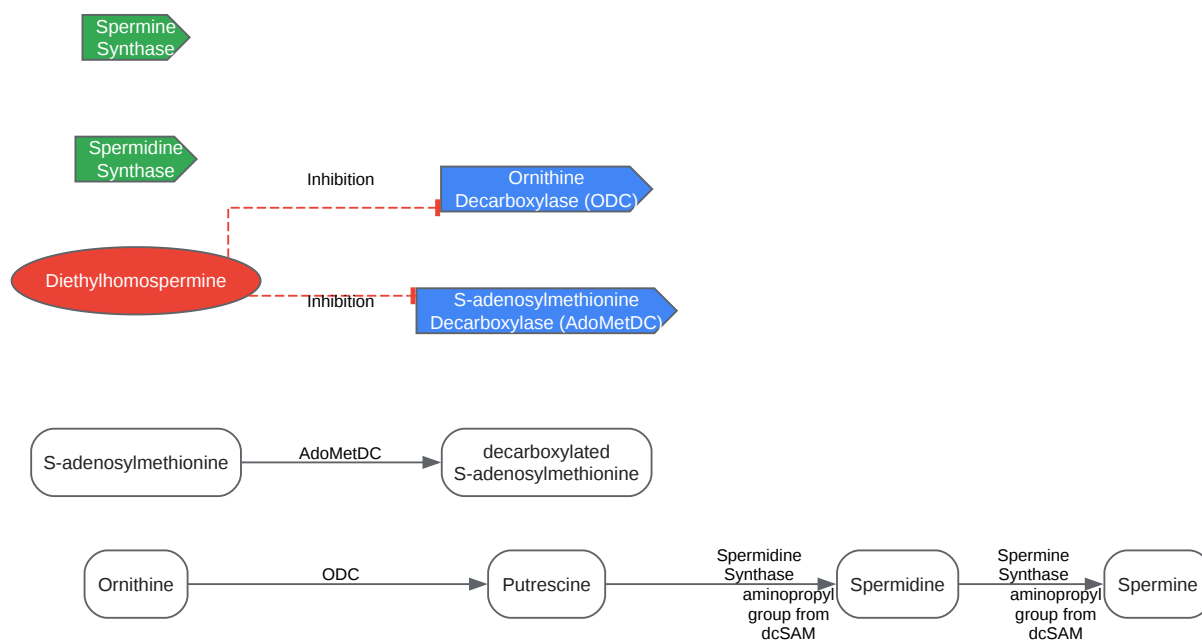 Spermine
Synthase
Spermidine
Synthase
Inhibition
Ornithine
Decarboxylase (ODC)
Diethylhomospermine
Inhibition
S-adenosylmethionine
Decarboxylase (AdoMetDC)
S-adenosylmethionine
AdoMetDC
decarboxylated
S-adenosylmethionine
Ornithine
ODC
Putrescine
Spermidine
Synthase
aminopropyl
group from
dcSAM
Spermidine
Spermine
Synthase
aminopropyl
group from
dcSAM
Spermine